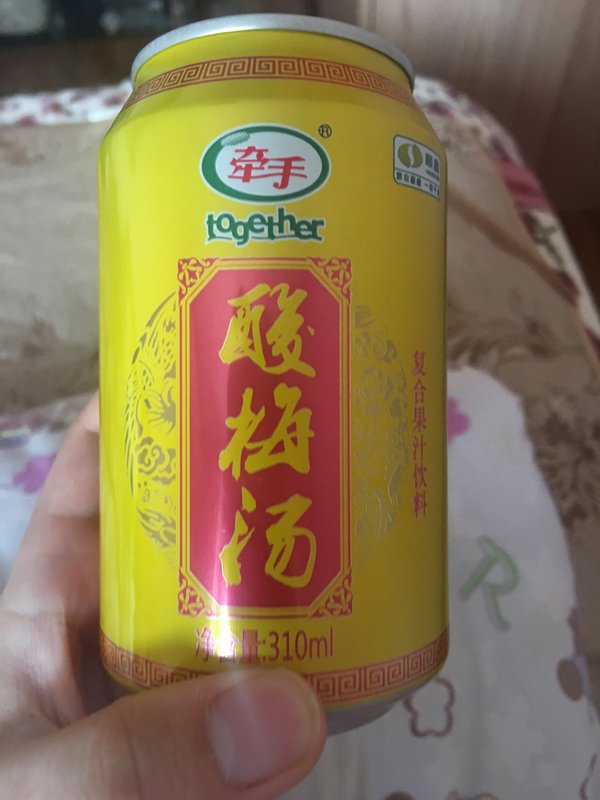 牵手
®
together
酸梅汤
复合果汁饮料
净含量:310ml
R